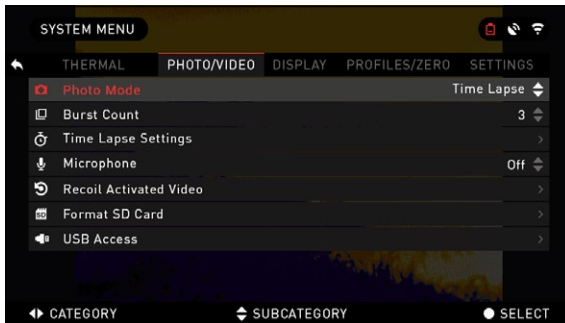 SYSTEM MENU
THERMAL PHOTO/VIDEO DISPLAY PROFILES/ZERO SETTINGS
Photo Mode Time Lapse
Burst Count 3
Time Lapse Settings
Microphone Off
Recoil Activated Video
SD Format SD Card
USB Access
CATEGORY SUBCATEGORY SELECT